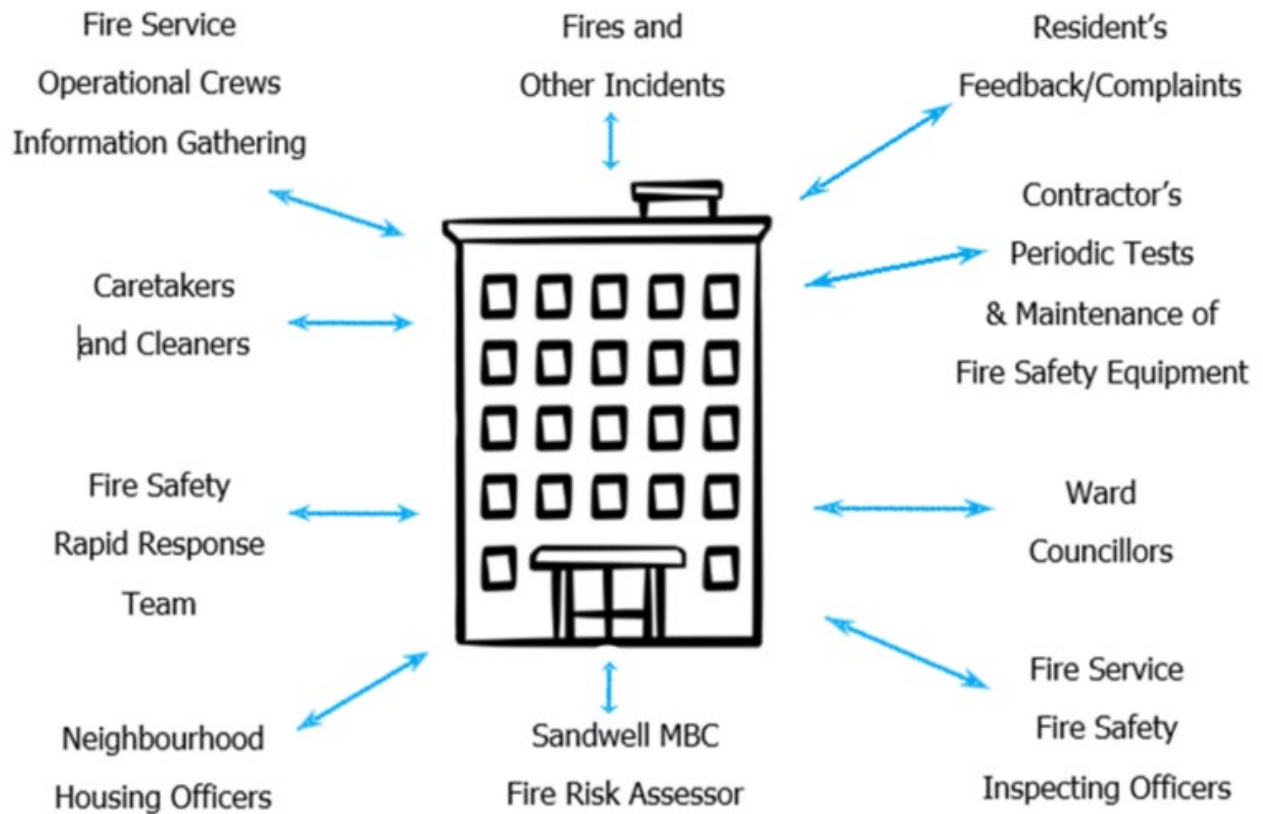 Fire Service
Operational Crews
Information Gathering
Fires and
Other Incidents
Resident's
Feedback/Complaints
Contractor's
Periodic Tests
& Maintenance of
Fire Safety Equipment
Caretakers
and Cleaners
Fire Safety
Rapid Response
Team
Ward
Councillors
Neighbourhood
Housing Officers
Sandwell MBC
Fire Risk Assessor
Fire Service
Fire Safety
Inspecting Officers